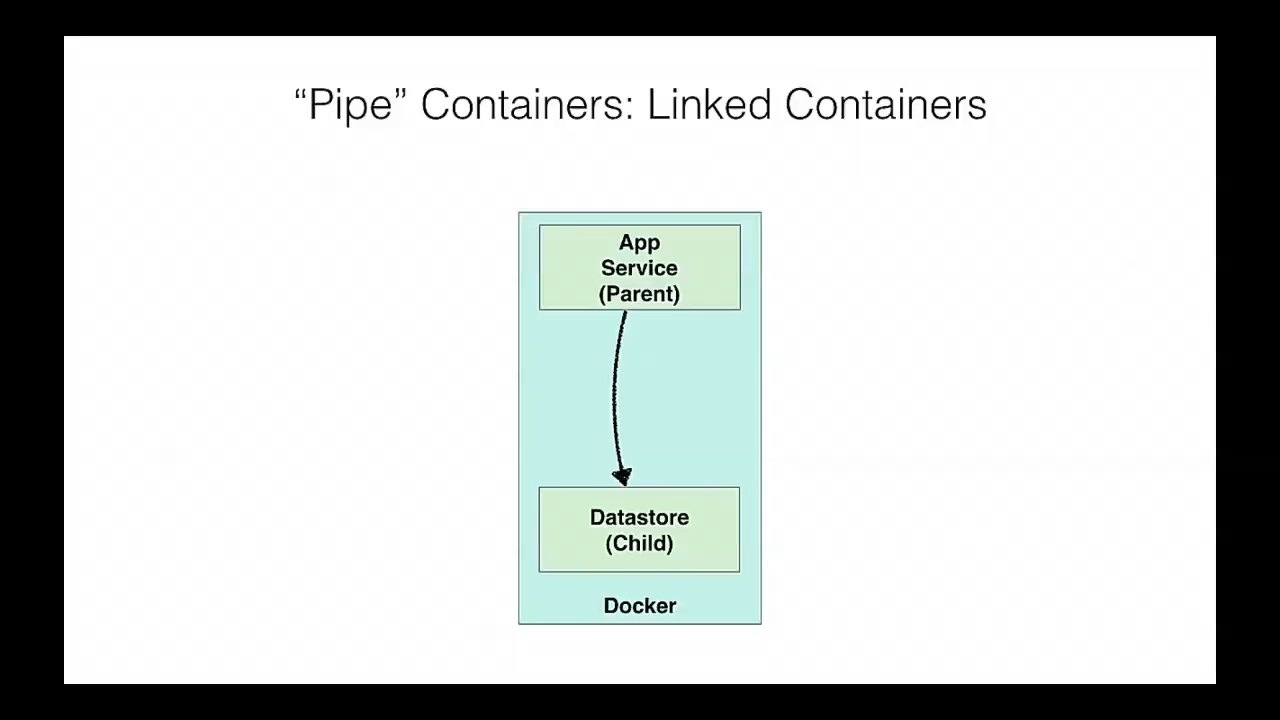 “Pipe” Containers: Linked Containers
App
Service
(Parent)
Datastore
(Child)
Docker